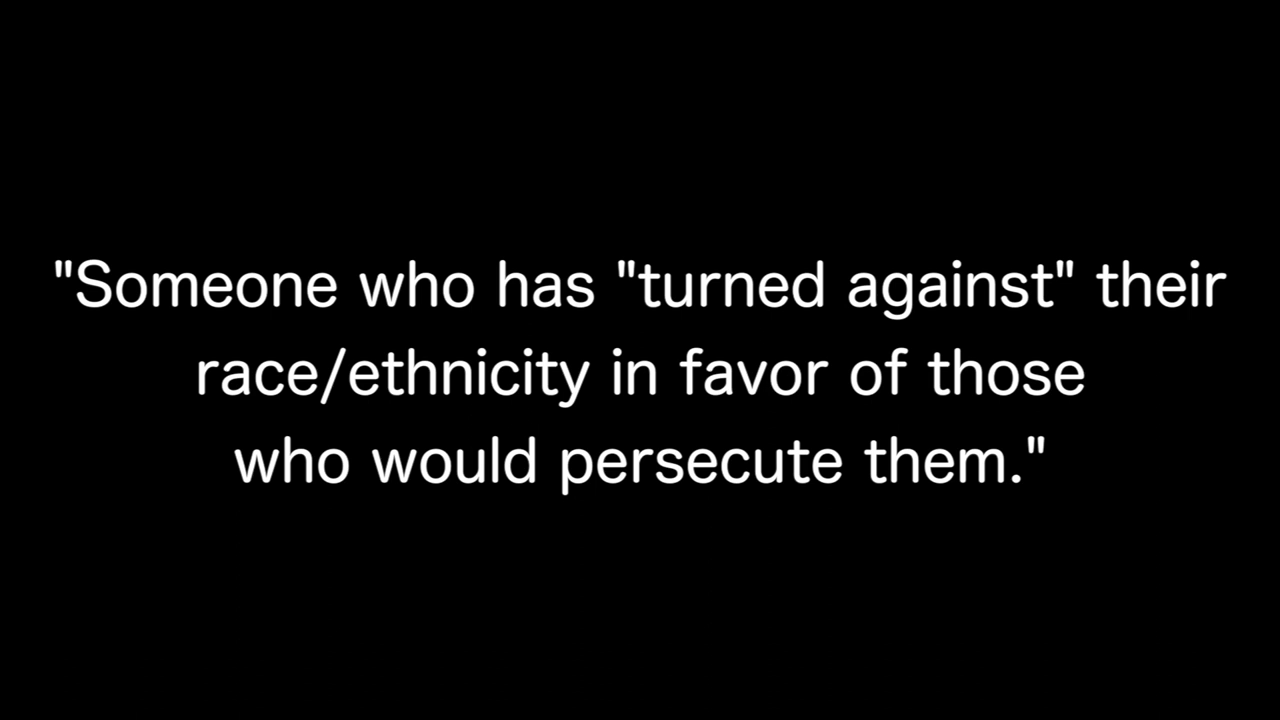 "Someone who has "turned against" their
race/ethnicity in favor of those
who would persecute them."